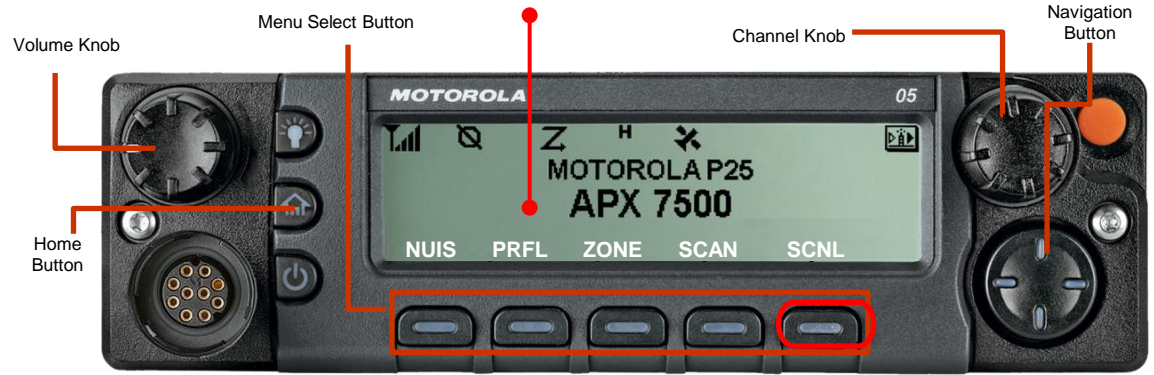 Navigation
Button
Menu Select Button
Channel Knob
Volume Knob
MOTOROLA
05
H
MOTOROLA P25
APX 7500
NUIS PRFL ZONE SCAN SCNL
Home
Button